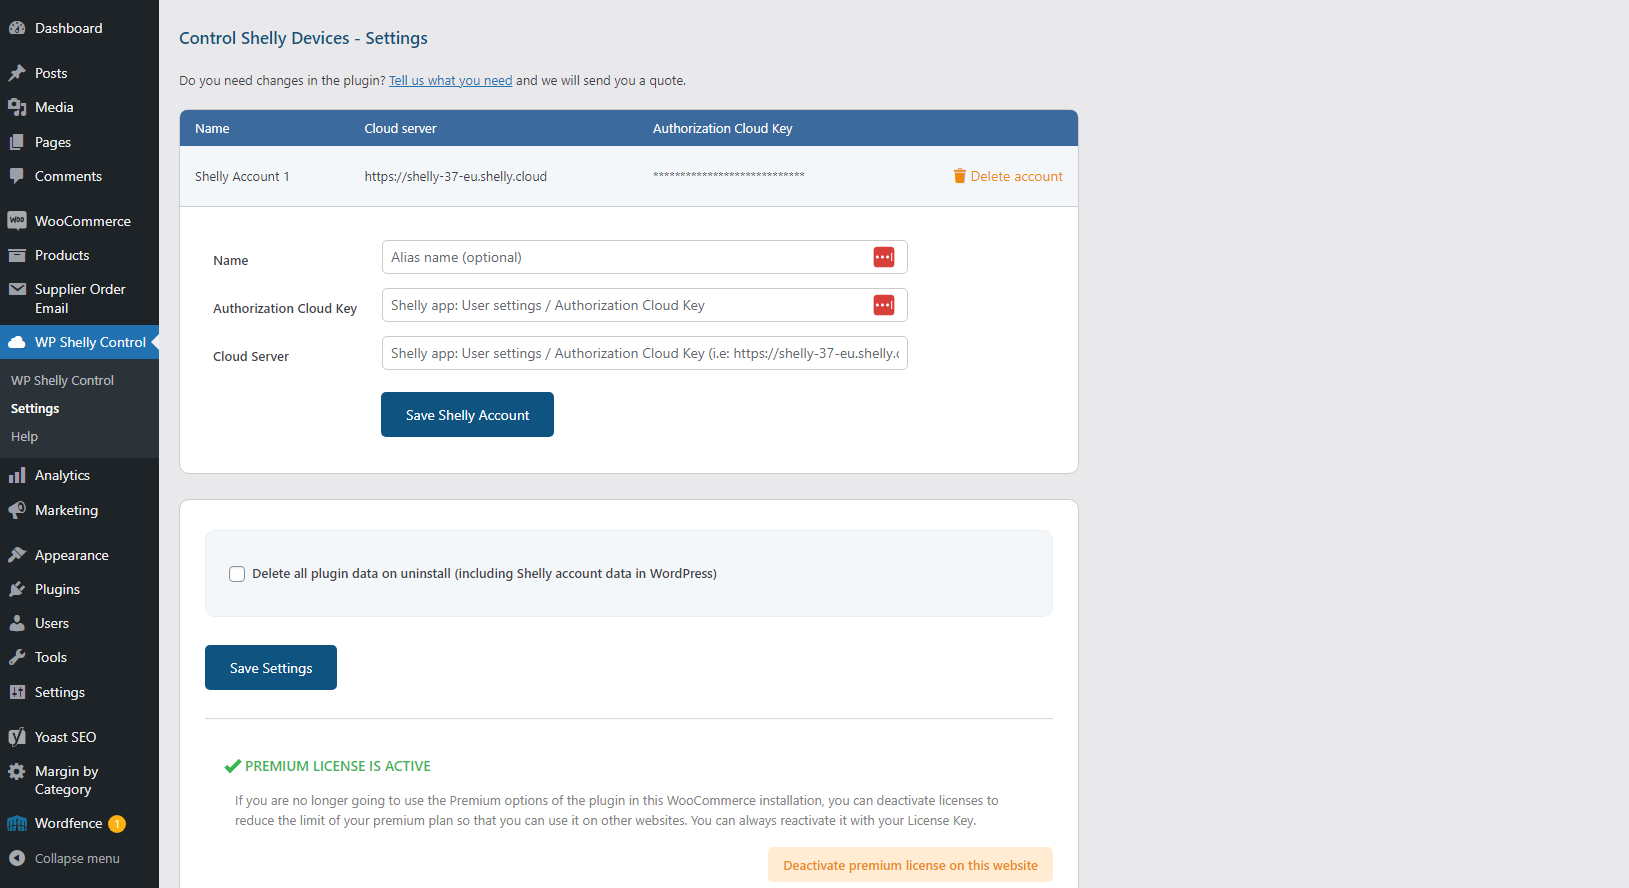 Dashboard
Posts
Media
Pages
Comments
WooCommerce
Products
Supplier Order
Email
WP Shelly Control
WP Shelly Control
Settings
Help
Analytics
Marketing
Appearance
Plugins
Users
Tools
Settings
Yoast SEO
Margin by
Category
Wordfence 1
Collapse menu
Control Shelly Devices - Settings
Do you need changes in the plugin? Tell us what you need and we will send you a quote.
Name Cloud server Authorization Cloud Key
Shelly Account 1 https://shelly-37-eu.shelly.cloud **************************** Delete account
Name Alias name (optional)
Authorization Cloud Key Shelly app: User settings / Authorization Cloud Key
Cloud Server Shelly app: User settings / Authorization Cloud Key (i.e: https://shelly-37-eu.shelly.c
Save Shelly Account
Delete all plugin data on uninstall (including Shelly account data in WordPress)
Save Settings
PREMIUM LICENSE IS ACTIVE
If you are no longer going to use the Premium options of the plugin in this WooCommerce installation, you can deactivate licenses to
reduce the limit of your premium plan so that you can use it on other websites. You can always reactivate it with your License Key.
Deactivate premium license on this website